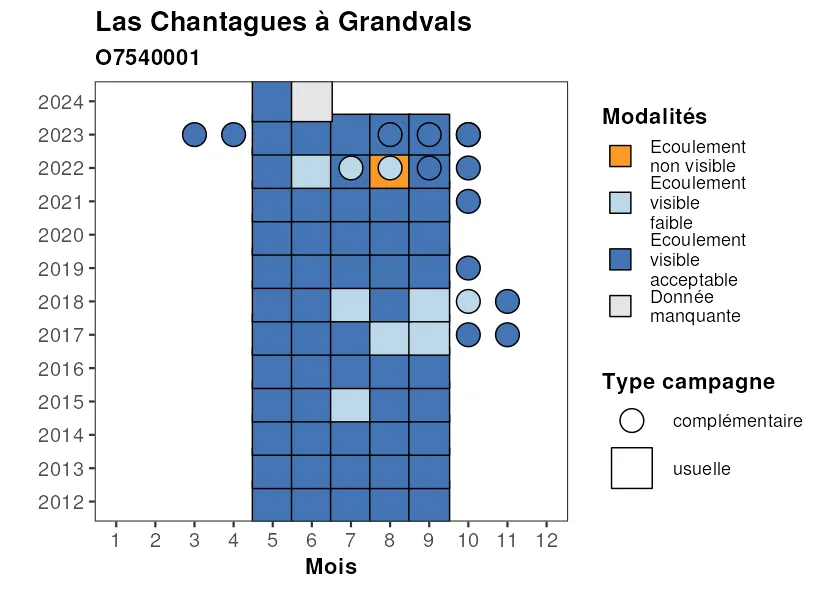 Las Chantagues à Grandvals
O7540001
2024
2023
2022
2021
2020
2019
2018
2017
2016
2015
2014
2013
2012
1 2 3 4 5 6 7 8 9 10 11 12
Mois
Modalités
Ecoulement
non visible
Ecoulement
visible
faible
Ecoulement
visible
acceptable
Donnée
manquante
Type campagne
complémentaire
usuelle